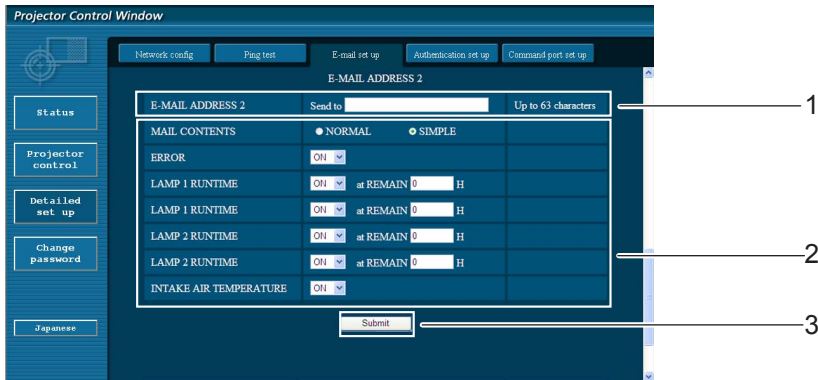 Projector Control Window
Network config Ping test E-mail set up Authentication set up Command port set up
E-MAIL ADDRESS 2
Status
Projector control
Detailed set up
Change password
Japanese
E-MAIL ADDRESS 2 Send to Up to 63 characters
MAIL CONTENTS NORMAL SIMPLE
ERROR ON
LAMP 1 RUNTIME ON at REMAIN 0 H
LAMP 1 RUNTIME ON at REMAIN 0 H
LAMP 2 RUNTIME ON at REMAIN 0 H
LAMP 2 RUNTIME ON at REMAIN 0 H
INTAKE AIR TEMPERATURE ON
Submit
1
2
3